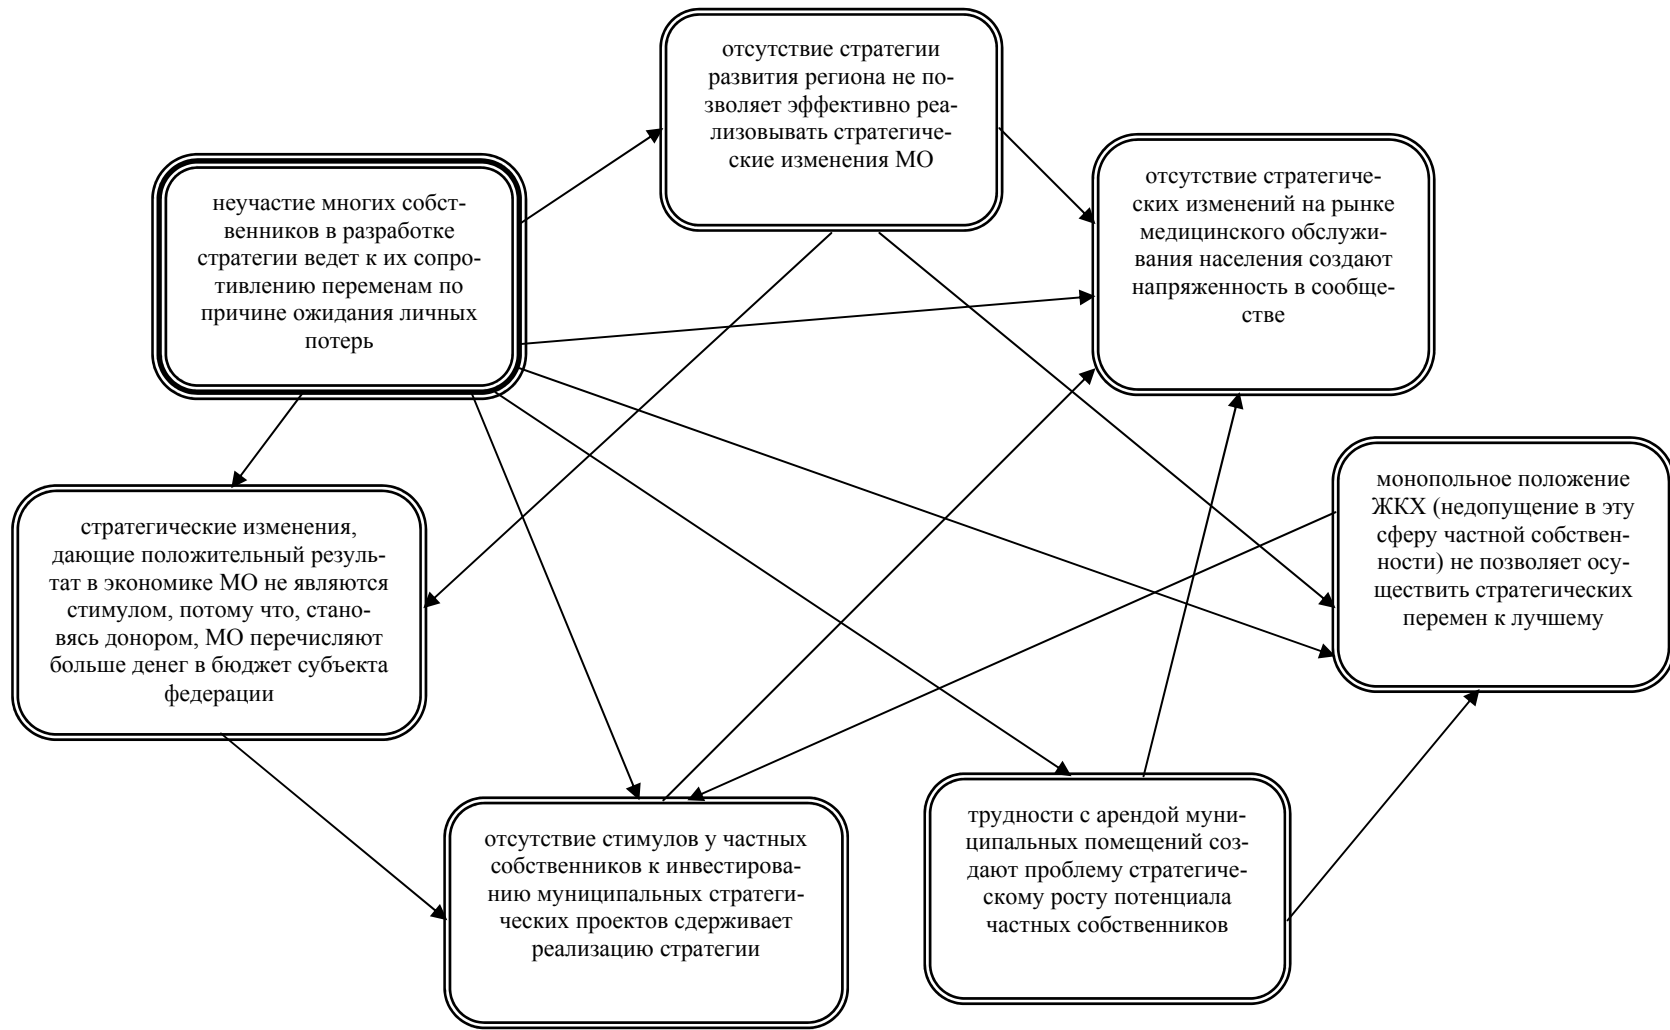 отсутствие стратегии
развития региона не по-
зволяет эффективно реа-
лизовывать стратегиче-
ские изменения МО
неучастие многих собст-
венников в разработке
стратегии ведет к их сопро-
тивлению переменам по
причине ожидания личных
потерь
отсутствие стратегиче-
ских изменений на рынке
медицинского обслужи-
вания населения создают
напряженность в сообще-
стве
стратегические изменения,
дающие положительный резуль-
тат в экономике МО не являются
стимулом, потому что, стано-
вясь донором, МО перечисляют
больше денег в бюджет субъекта
федерации
монопольное положение
ЖКХ (недопущение в эту
сферу частной собствен-
ности) не позволяет осу-
ществить стратегических
перемен к лучшему
отсутствие стимулов у частных
собственников к инвестирова-
нию муниципальных стратеги-
ческих проектов сдерживает
реализацию стратегии
трудности с арендой муни-
ципальных помещений соз-
дают проблему стратегиче-
скому росту потенциала
частных собственников